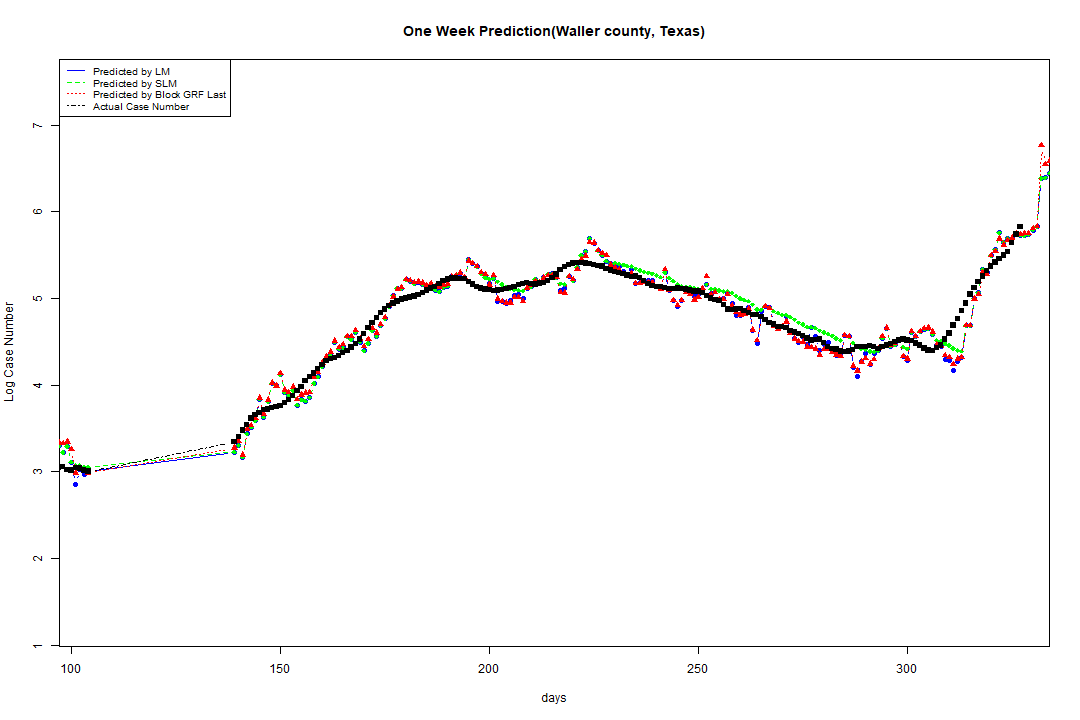 One Week Prediction(Waller county, Texas)
Predicted by LM
Predicted by SLM
Predicted by Block GRF Last
Actual Case Number
7
6
5
4
3
2
1
Log Case Number
100 150 200 250 300
days